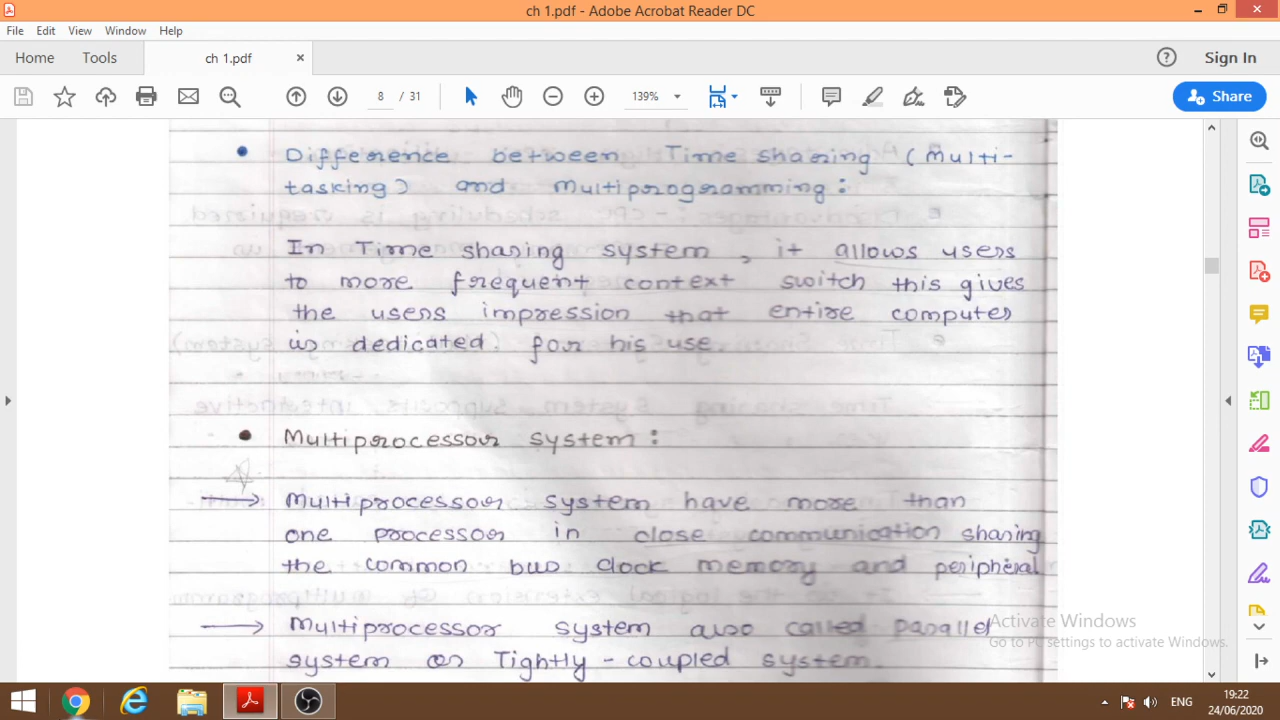 ch 1.pdf - Adobe Acrobat Reader DC
File Edit View Window Help
Home Tools ch 1.pdf × Sign In
8 / 31 139% Share
• Difference between Time sharing (multi-
tasking) and multiprogramming :
In Time sharing system , it allows users
to more frequent context switch this gives
the users impression that entire computer
is dedicated for his use.
• Multiprocessor system :
→ Multiprocessor system have more than
one processor in close communication sharing
the common bus clock memory and peripheral
→ Multiprocessor system also called parallel
system or Tightly-coupled system.
Activate Windows
Go to PC settings to activate Windows.
ENG 19:22
24/06/2020